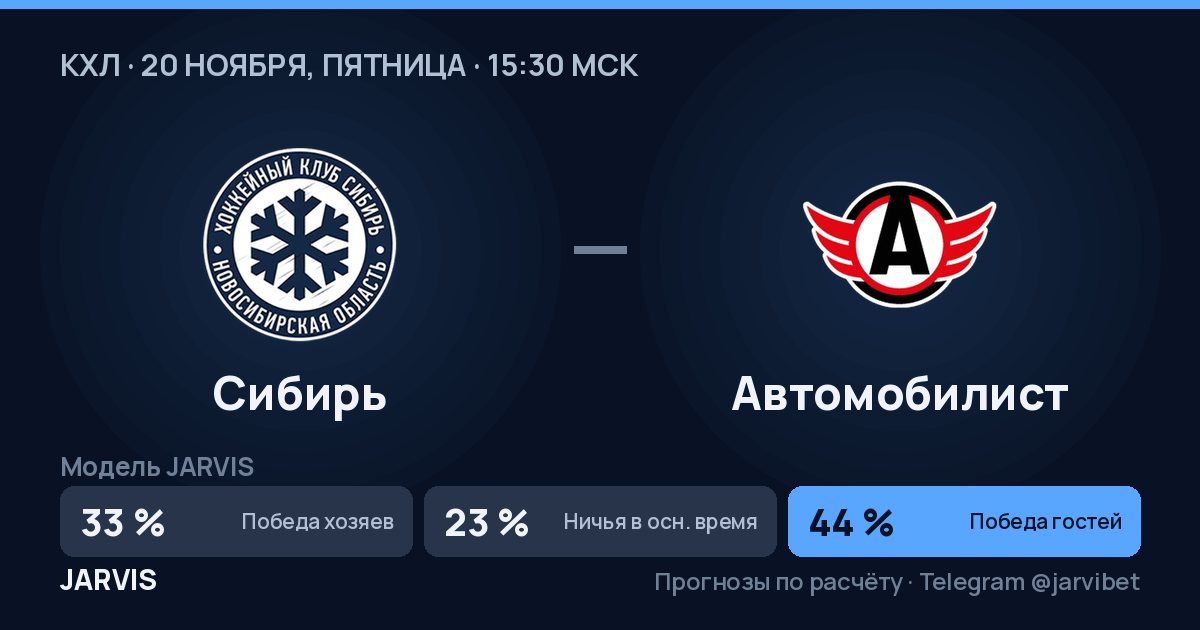 КХЛ · 20 НОЯБРЯ, ПЯТНИЦА · 15:30 МСК
ХОККЕЙНЫЙ КЛУБ СИБИРЬ
• НОВОСИБИРСКАЯ ОБЛАСТЬ •
—
А
Сибирь
Автомобилист
Модель JARVIS
33 % Победа хозяев
23 % Ничья в осн. время
44 % Победа гостей
JARVIS
Прогнозы по расчёту · Telegram @jarvibet